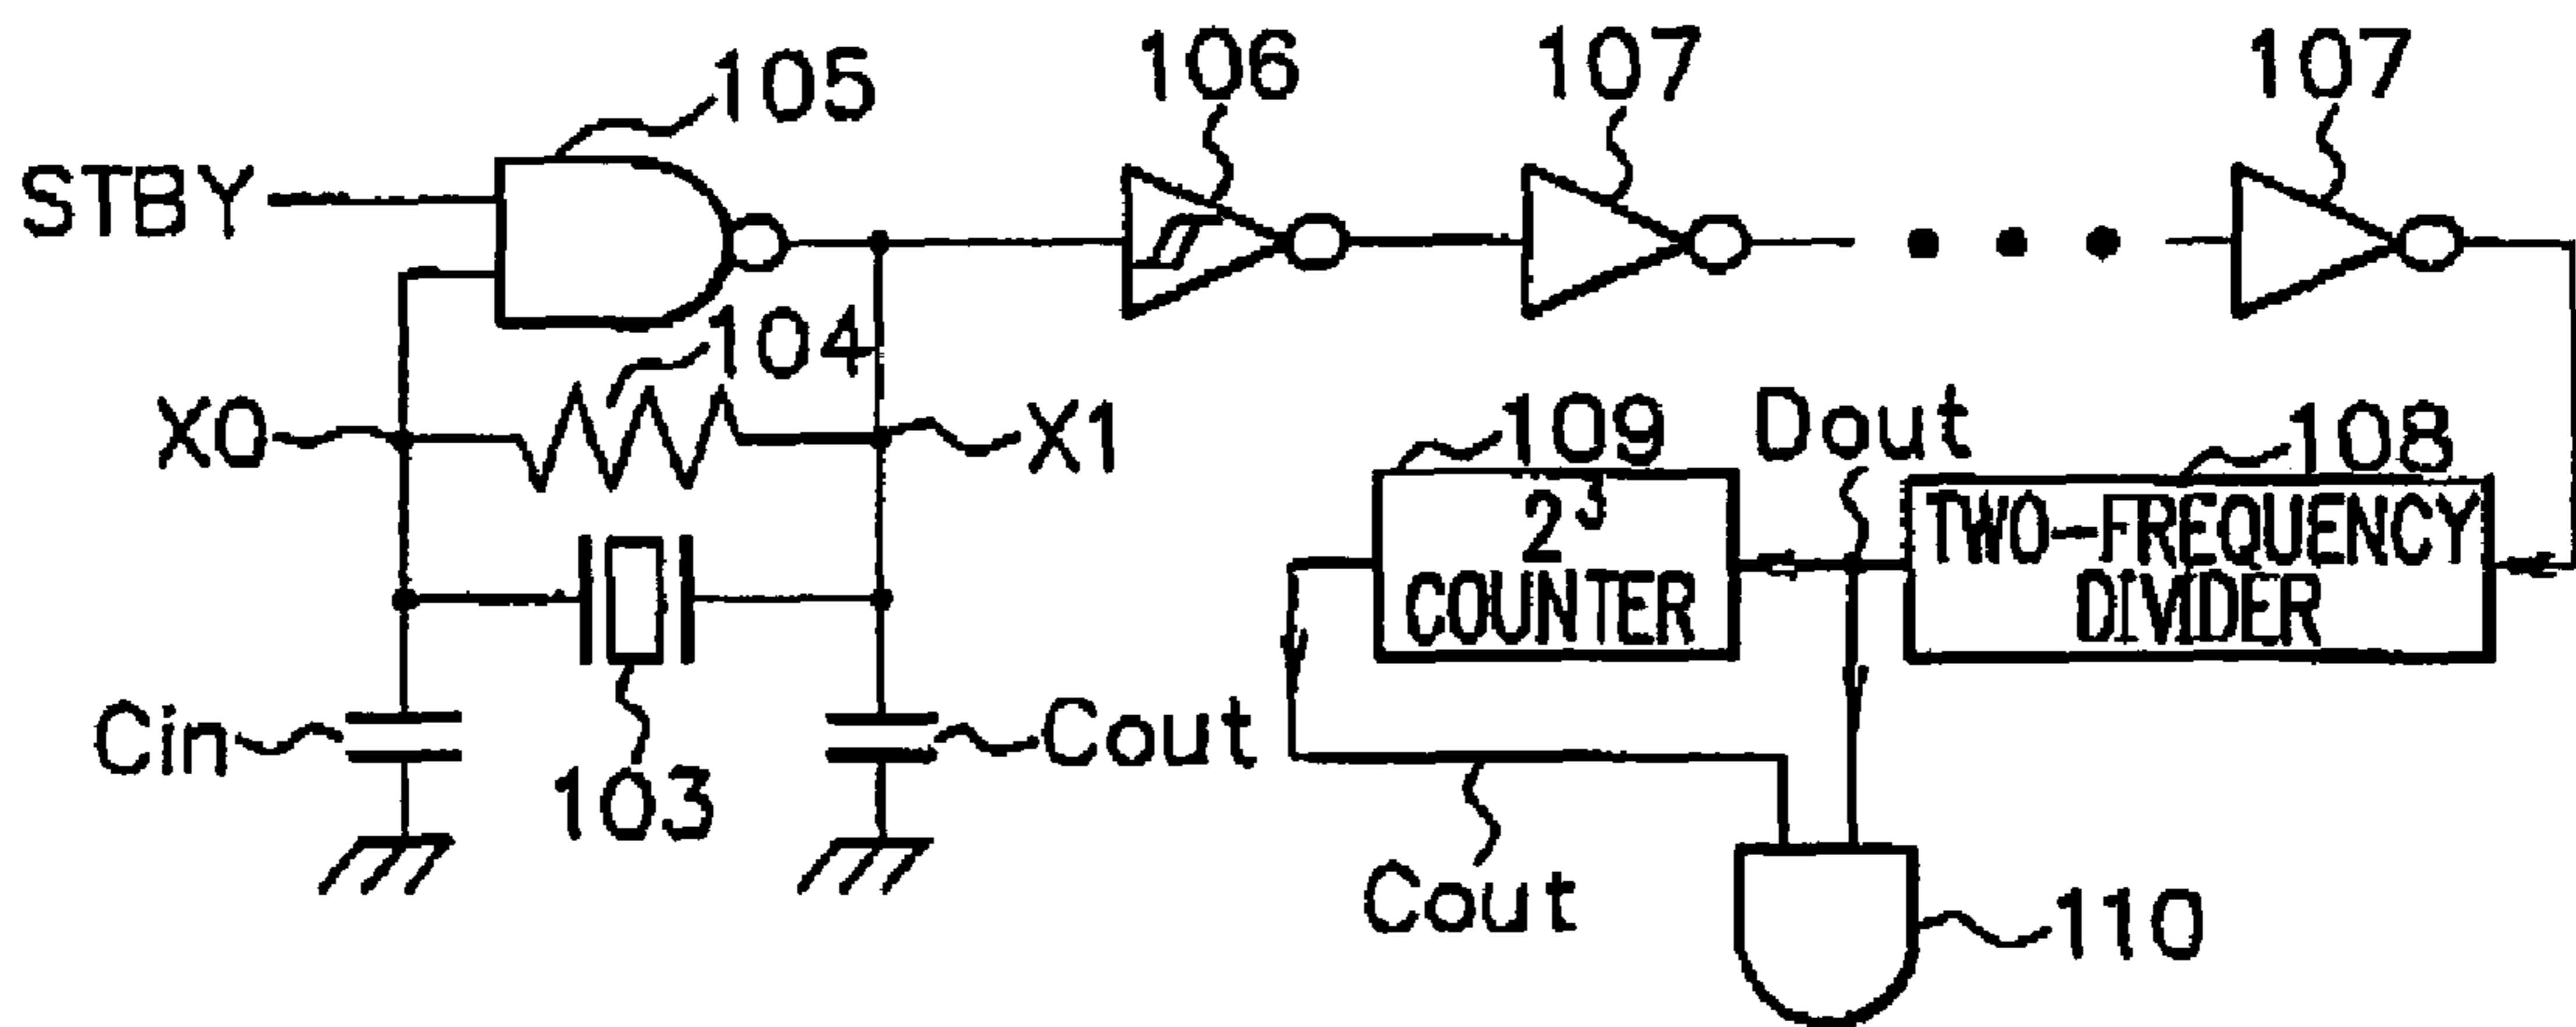 105
106
107
107
STBY
104
X0
X1
109
Dout
108
2
COUNTER
TWO-FREQUENCY
DIVIDER
Cin
103
Cout
Cout
110